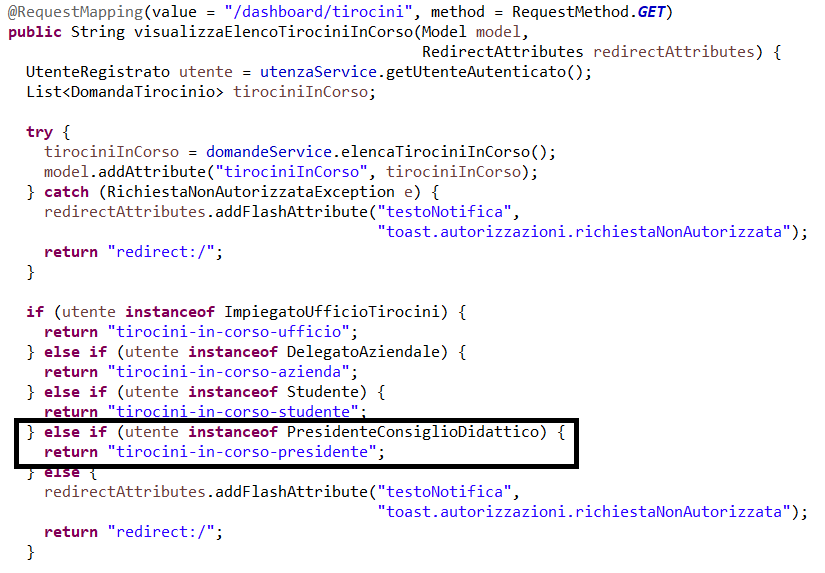 @RequestMapping(value = "/dashboard/tirocini", method = RequestMethod.GET)
public String visualizzaElencoTirociniInCorso(Model model,
RedirectAttributes redirectAttributes) {
UtenteRegistrato utente = utenzaService.getUtenteAutenticato();
List<DomandaTirocinio> tirociniInCorso;
try {
tirociniInCorso = domandeService.elencaTirociniInCorso();
model.addAttribute("tirociniInCorso", tirociniInCorso);
} catch (RichiestaNonAutorizzataException e) {
redirectAttributes.addFlashAttribute("testoNotifica",
"toast.autorizzazioni.richiestaNonAutorizzata");
return "redirect:/";
}
if (utente instanceof ImpiegatoUfficioTirocini) {
return "tirocini-in-corso-ufficio";
} else if (utente instanceof DelegatoAziendale) {
return "tirocini-in-corso-azienda";
} else if (utente instanceof Studente) {
return "tirocini-in-corso-studente";
} else if (utente instanceof PresidenteConsiglioDidattico) {
return "tirocini-in-corso-presidente";
} else {
redirectAttributes.addFlashAttribute("testoNotifica",
"toast.autorizzazioni.richiestaNonAutorizzata");
return "redirect:/";
}